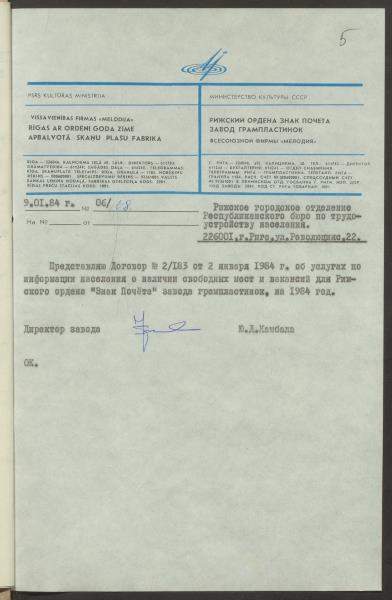 5
PSRS KULTŪRAS MINISTRIJA
МИНИСТЕРСТВО КУЛЬТУРЫ СССР
VISSAVIENĪBAS FIRMAS «MELODIJA»
RĪGAS AR ORDENI GODA ZĪME
APBALVOTĀ SKAŅU PLAŠU FABRIKA
РИЖСКИЙ ОРДЕНА ЗНАК ПОЧЕТА
ЗАВОД ГРАМПЛАСТИНОК
ВСЕСОЮЗНОЙ ФИРМЫ «МЕЛОДИЯ»
9.01.84 г. № 06/08
На № от
Рижское городское отделение
Республиканского бюро по трудо-
устройству населения.
226001,г.Рига,ул.Революцияс,22.
Представляю Договор № 2/183 от 2 января 1984 г. об услугах по
информации населения о наличии свободных мест и вакансий для Риж-
ского ордена "Знак Почёта" завода грампластинок, на 1984 год.
Директор завода
Ю.Д.Камбала
ОК.